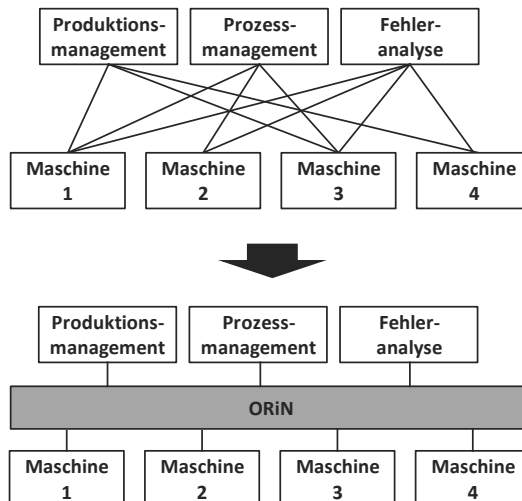 Produktions-
management
Prozess-
management
Fehler-
analyse
Maschine
1
Maschine
2
Maschine
3
Maschine
4
Produktions-
management
Prozess-
management
Fehler-
analyse
ORiN
Maschine
1
Maschine
2
Maschine
3
Maschine
4